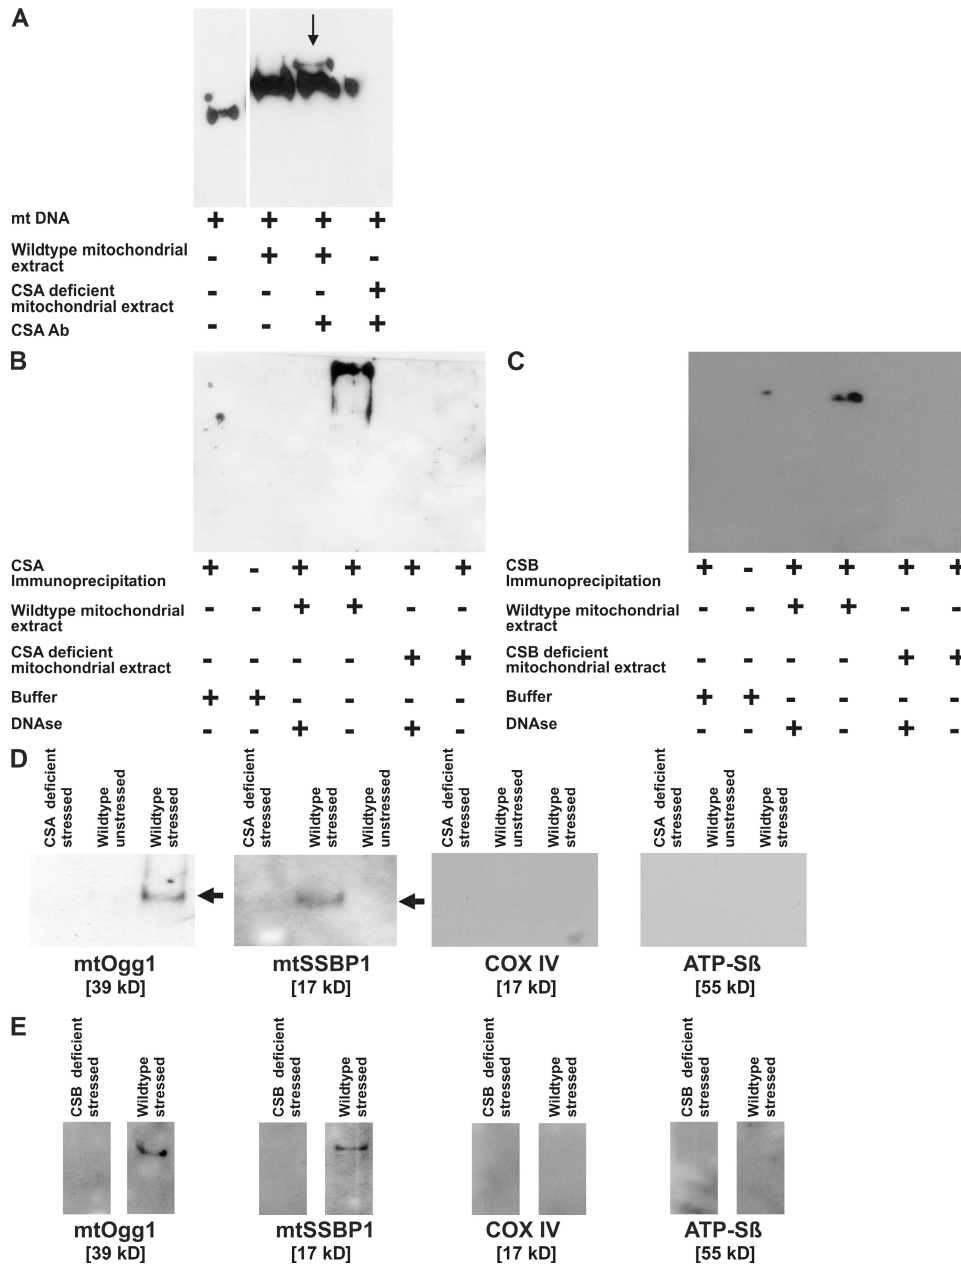 A
mt DNA + + + +
Wildtype mitochondrial
extract - + + -
CSA deficient
mitochondrial extract - - - +
CSA Ab - - + +
B
CSA
Immunoprecipitation + - + + + +
Wildtype mitochondrial
extract - - + + - -
CSA deficient
mitochondrial extract - - - - + +
Buffer + + - - - -
DNAse - - + - + -
C
CSB
Immunoprecipitation + - + + + +
Wildtype mitochondrial
extract - - + + - -
CSB deficient
mitochondrial extract - - - - + +
Buffer + + - - - -
DNAse - - + - + -
D
CSA deficient
stressed
Wildtype
unstressed
Wildtype
stressed
mtOgg1
[39 kD]
CSA deficient
stressed
Wildtype
stressed
Wildtype
unstressed
mtSSBP1
[17 kD]
CSA deficient
stressed
Wildtype
unstressed
Wildtype
stressed
COX IV
[17 kD]
CSA deficient
stressed
Wildtype
unstressed
Wildtype
stressed
ATP-Sß
[55 kD]
E
CSB deficient
stressed
Wildtype
stressed
mtOgg1
[39 kD]
CSB deficient
stressed
Wildtype
stressed
mtSSBP1
[17 kD]
CSB deficient
stressed
Wildtype
stressed
COX IV
[17 kD]
CSB deficient
stressed
Wildtype
stressed
ATP-Sß
[55 kD]